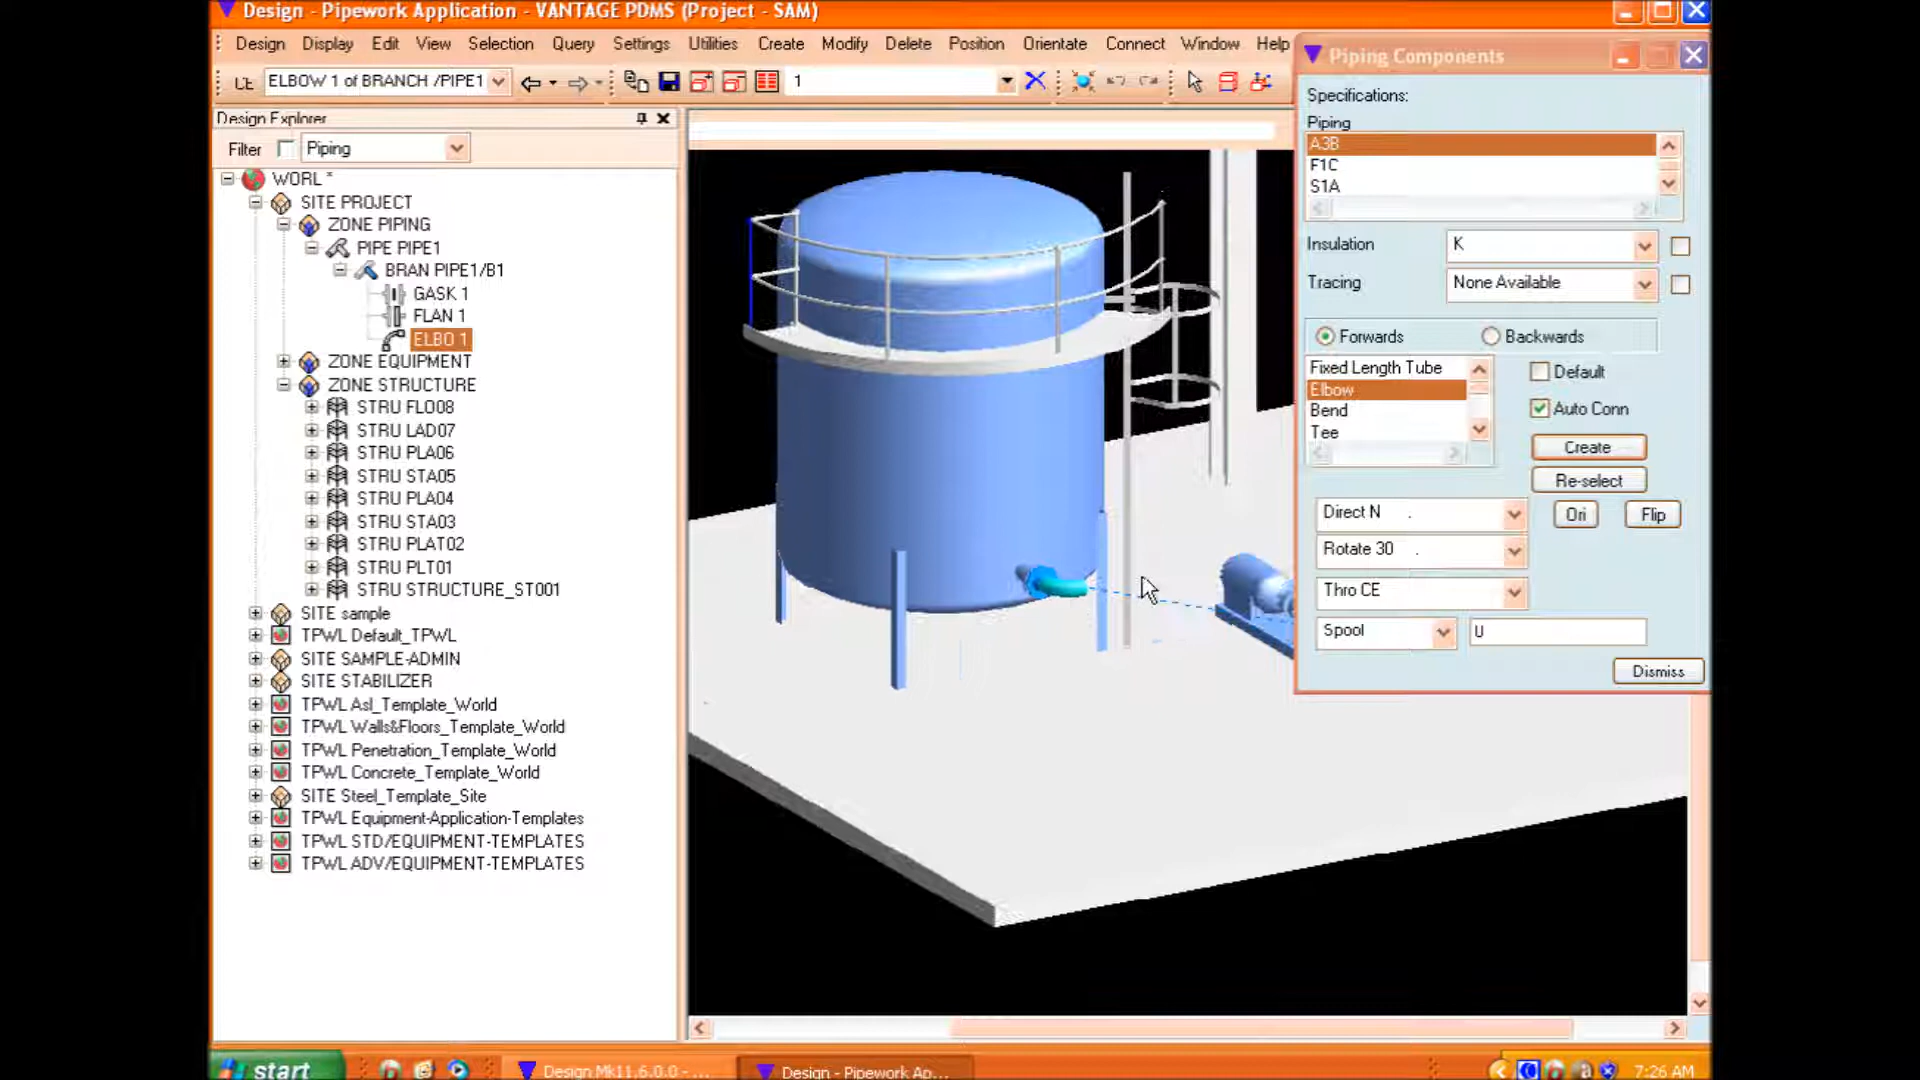 Design - Pipework Application - VANTAGE PDMS (Project - SAM)
Design Display Edit View Selection Query Settings Utilities Create Modify Delete Position Orientate Connect Window Help
CE ELBOW 1 of BRANCH /PIPE1 1
Design Explorer
Filter Piping
WORL *
SITE PROJECT
ZONE PIPING
PIPE PIPE1
BRAN PIPE1/B1
GASK 1
FLAN 1
ELBO 1
ZONE EQUIPMENT
ZONE STRUCTURE
STRU FLO08
STRU LAD07
STRU PLA06
STRU STA05
STRU PLA04
STRU STA03
STRU PLAT02
STRU PLT01
STRU STRUCTURE_ST001
SITE sample
TPWL Default_TPWL
SITE SAMPLE-ADMIN
SITE STABILIZER
TPWL Asl_Template_World
TPWL Walls&Floors_Template_World
TPWL Penetration_Template_World
TPWL Concrete_Template_World
SITE Steel_Template_Site
TPWL Equipment-Application-Templates
TPWL STD/EQUIPMENT-TEMPLATES
TPWL ADV/EQUIPMENT-TEMPLATES
Piping Components
Specifications:
Piping
A3B
F1C
S1A
Insulation K
Tracing None Available
Forwards Backwards
Fixed Length Tube
Elbow
Bend
Tee
Default
Auto Conn
Create
Re-select
Direct N . Ori Flip
Rotate 30 .
Thro CE
Spool U
Dismiss
start Design Mk11.6.0.0 - ... Design - Pipework Ap... 7:26 AM